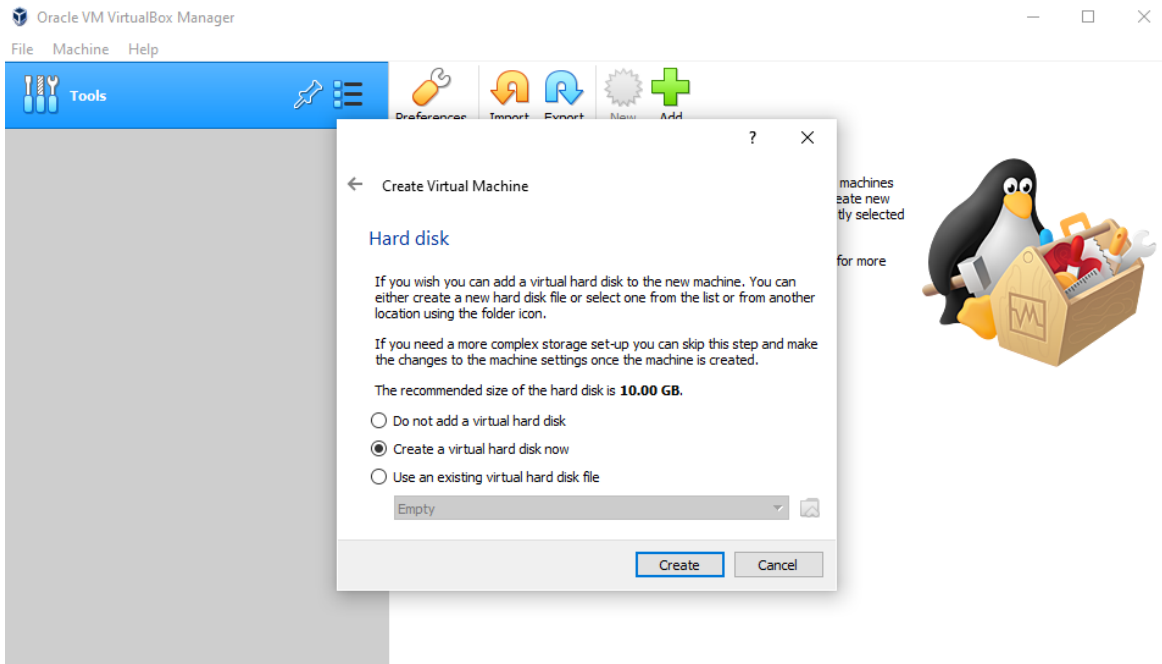 Oracle VM VirtualBox Manager
File Machine Help
Tools
Preferences Import Export New Add
?
Create Virtual Machine
Hard disk
If you wish you can add a virtual hard disk to the new machine. You can
either create a new hard disk file or select one from the list or from another
location using the folder icon.
If you need a more complex storage set-up you can skip this step and make
the changes to the machine settings once the machine is created.
The recommended size of the hard disk is 10.00 GB.
Do not add a virtual hard disk
Create a virtual hard disk now
Use an existing virtual hard disk file
Empty
Create Cancel
machines
eate new
tly selected
for more